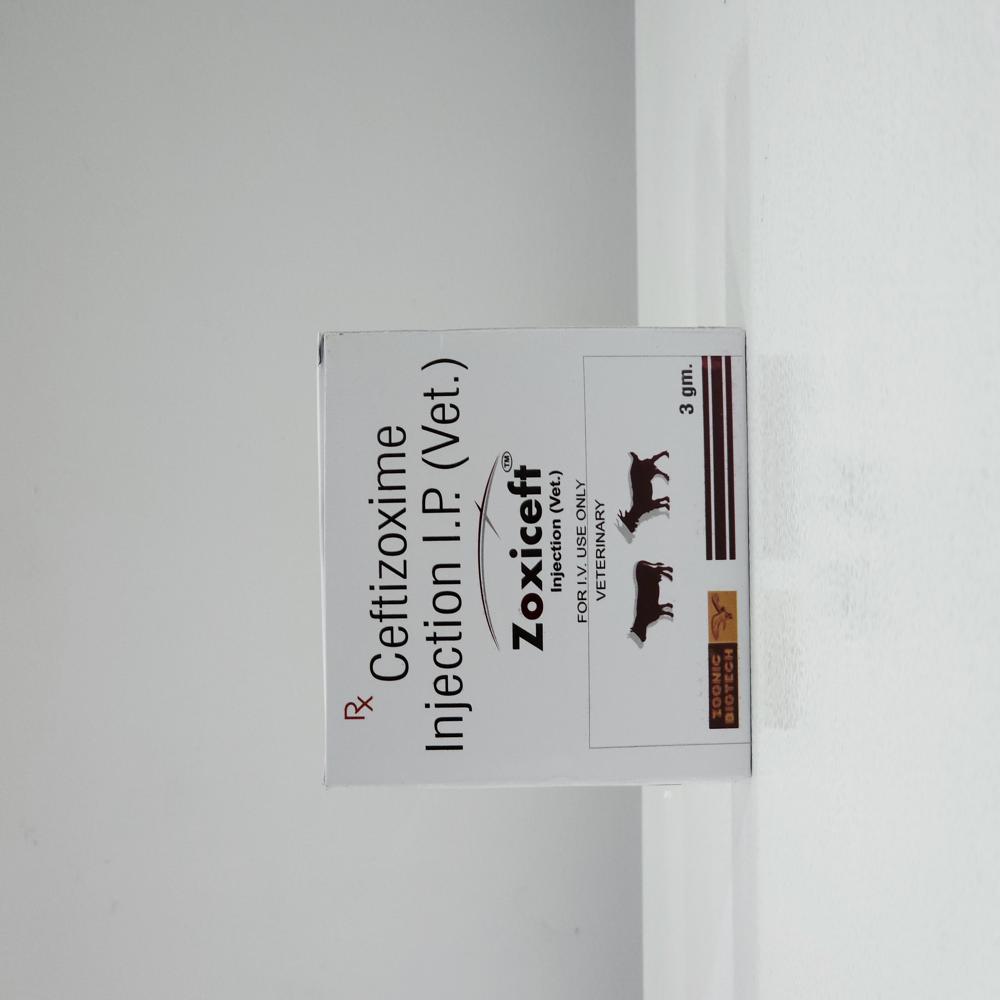 Rx
Ceftizoxime
Injection I.P. (Vet.)
Zoxiceft™
Injection (Vet.)
FOR I.V. USE ONLY
VETERINARY
3 gm.
ZOONIC
BIOTECH